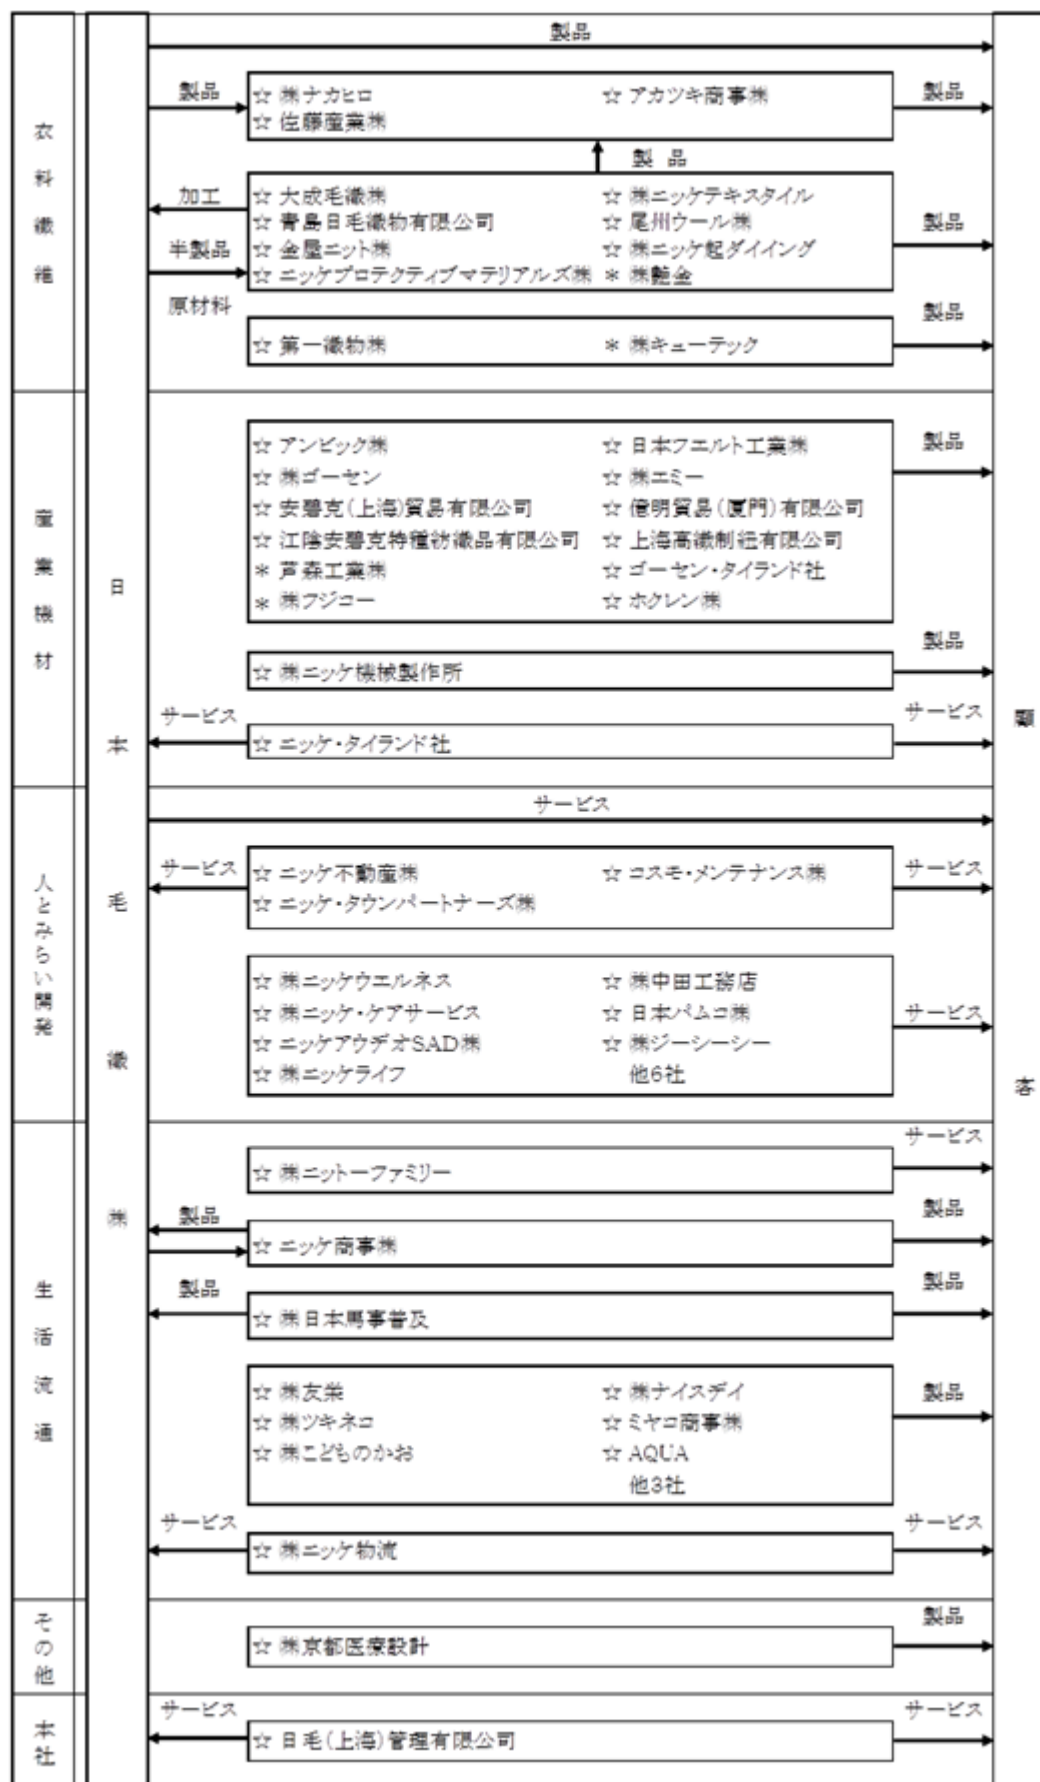 製品
衣料繊維
製品
☆ ㈱ナカヒロ ☆ アカツキ商事㈱
☆ 佐藤産業㈱
製品
製品
加工
半製品
原材料
☆ 大成毛織㈱ ☆ ㈱ニッケテキスタイル
☆ 青島日毛織物有限公司 ☆ 尾州ウール㈱
☆ 金屋ニット㈱ ☆ ㈱ニッケ起ダイイング
☆ ニッケプロテクティブマテリアルズ㈱ ＊ ㈱艶金
製品
☆ 第一織物㈱ ＊ ㈱キューテック
製品
産業機材
☆ アンビック㈱ ☆ 日本フエルト工業㈱
☆ ㈱ゴーセン ☆ ㈱エミー
☆ 安碧克(上海)貿易有限公司 ☆ 億明貿易(厦門)有限公司
☆ 江陰安碧克特種紡織品有限公司 ☆ 上海高織制紐有限公司
＊ 芦森工業㈱ ☆ ゴーセン・タイランド社
＊ ㈱フジコー ☆ ホクレン㈱
製品
☆ ㈱ニッケ機械製作所
製品
サービス
☆ ニッケ・タイランド社
サービス
日本毛織㈱
顧客
人とみらい開発
サービス
サービス
☆ ニッケ不動産㈱ ☆ コスモ・メンテナンス㈱
☆ ニッケ・タウンパートナーズ㈱
サービス
☆ ㈱ニッケウエルネス ☆ ㈱中田工務店
☆ ㈱ニッケ・ケアサービス ☆ 日本パムコ㈱
☆ ニッケアウデオSAD㈱ ☆ ㈱ジーシーシー
☆ ㈱ニッケライフ 他6社
サービス
生活流通
☆ ㈱ニットーファミリー
サービス
製品
☆ ニッケ商事㈱
製品
製品
☆ ㈱日本馬事普及
製品
☆ ㈱友栄 ☆ ㈱ナイスデイ
☆ ㈱ツキネコ ☆ ミヤコ商事㈱
☆ ㈱こどものかお ☆ AQUA
他3社
製品
サービス
☆ ㈱ニッケ物流
サービス
その他
☆ ㈱京都医療設計
製品
本社
サービス
☆ 日毛(上海)管理有限公司
サービス